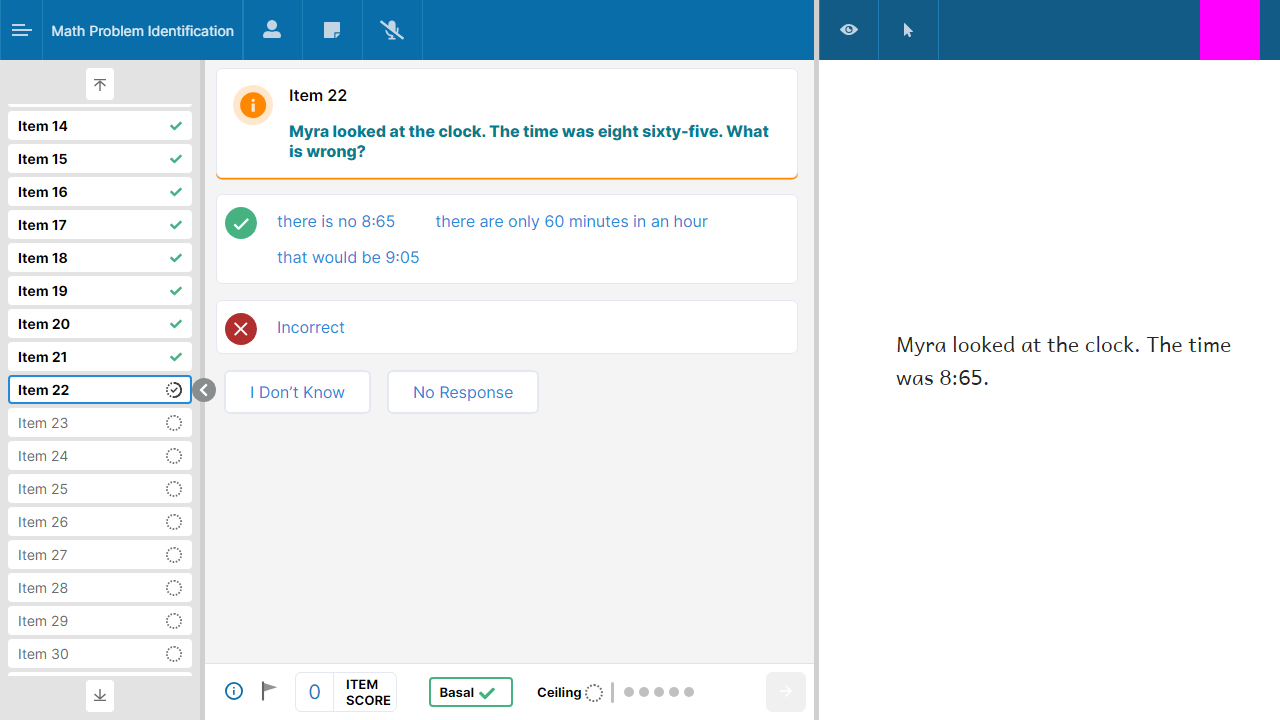 Math Problem Identification
Item 14
Item 15
Item 16
Item 17
Item 18
Item 19
Item 20
Item 21
Item 22
Item 23
Item 24
Item 25
Item 26
Item 27
Item 28
Item 29
Item 30
Item 22
Myra looked at the clock. The time was eight sixty-five. What
is wrong?
there is no 8:65 there are only 60 minutes in an hour
that would be 9:05
Incorrect
I Don’t Know No Response
0 ITEM
SCORE
Basal
Ceiling
Myra looked at the clock. The time
was 8:65.